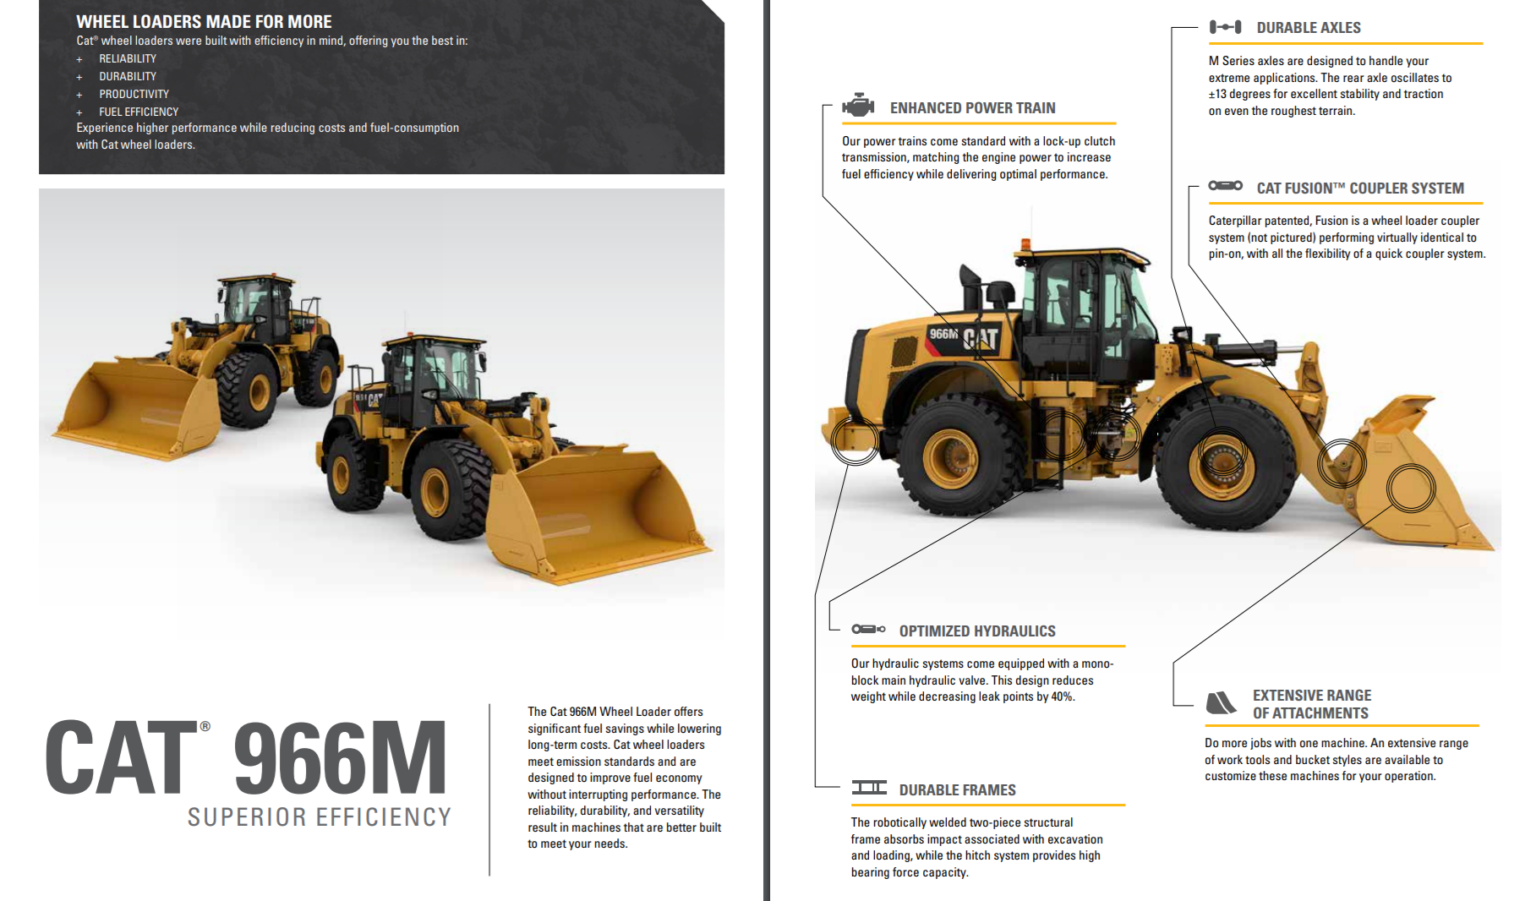 WHEEL LOADERS MADE FOR MORE
Cat® wheel loaders were built with efficiency in mind, offering you the best in:
+ RELIABILITY
+ DURABILITY
+ PRODUCTIVITY
+ FUEL EFFICIENCY
Experience higher performance while reducing costs and fuel-consumption
with Cat wheel loaders.
CAT
CAT® 966M
SUPERIOR EFFICIENCY
The Cat 966M Wheel Loader offers
significant fuel savings while lowering
long-term costs. Cat wheel loaders
meet emission standards and are
designed to improve fuel economy
without interrupting performance. The
reliability, durability, and versatility
result in machines that are better built
to meet your needs.
DURABLE AXLES
M Series axles are designed to handle your
extreme applications. The rear axle oscillates to
±13 degrees for excellent stability and traction
on even the roughest terrain.
ENHANCED POWER TRAIN
Our power trains come standard with a lock-up clutch
transmission, matching the engine power to increase
fuel efficiency while delivering optimal performance.
CAT FUSION™ COUPLER SYSTEM
Caterpillar patented, Fusion is a wheel loader coupler
system (not pictured) performing virtually identical to
pin-on, with all the flexibility of a quick coupler system.
966M CAT
OPTIMIZED HYDRAULICS
Our hydraulic systems come equipped with a mono-
block main hydraulic valve. This design reduces
weight while decreasing leak points by 40%.
EXTENSIVE RANGE
OF ATTACHMENTS
Do more jobs with one machine. An extensive range
of work tools and bucket styles are available to
customize these machines for your operation.
DURABLE FRAMES
The robotically welded two-piece structural
frame absorbs impact associated with excavation
and loading, while the hitch system provides high
bearing force capacity.